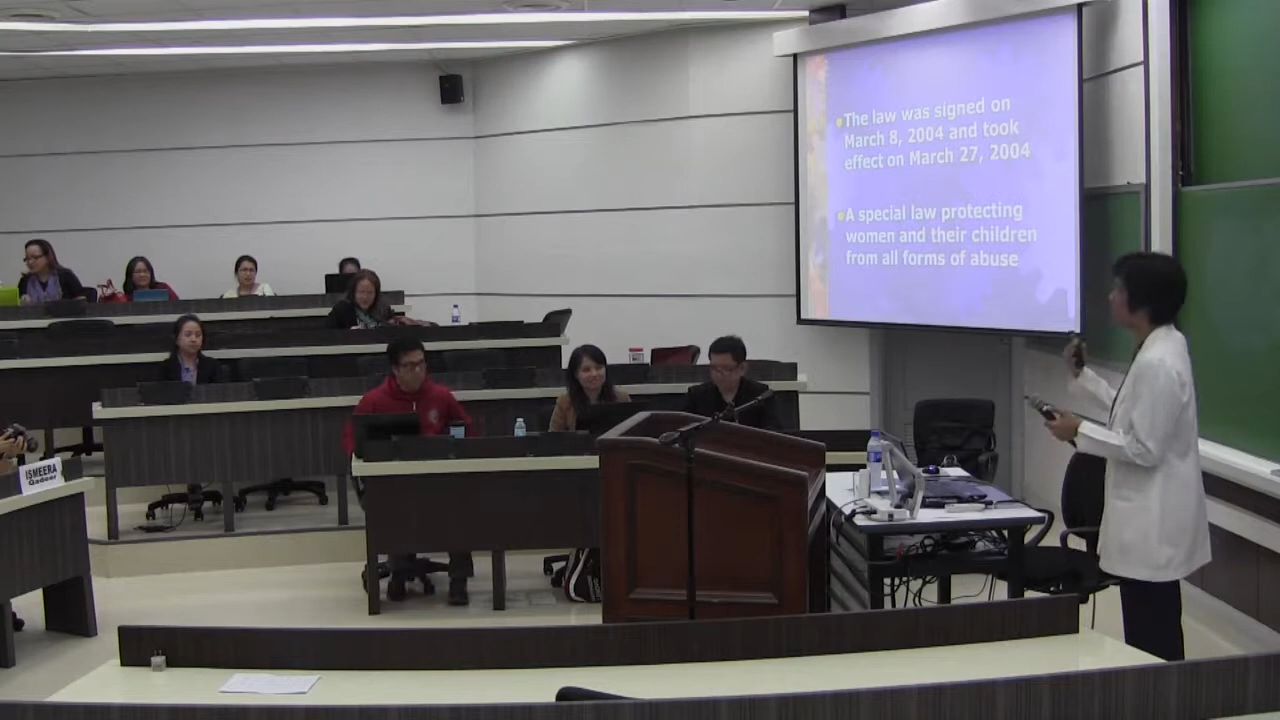 The law was signed on
March 8, 2004 and took
effect on March 27, 2004
A special law protecting
women and their children
from all forms of abuse
ISMEERA
Qadeer